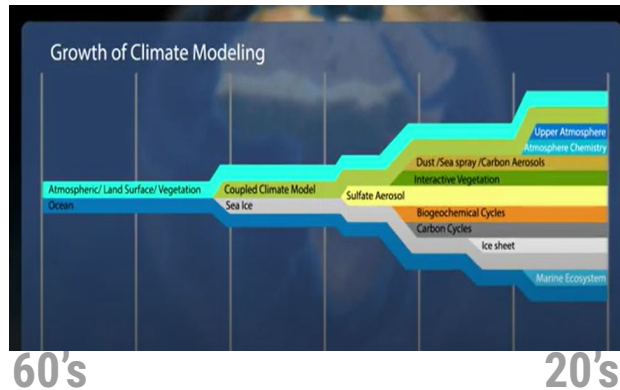 Growth of Climate Modeling
Upper Atmosphere
Atmosphere Chemistry
Dust /Sea spray /Carbon Aerosols
Interactive Vegetation
Atmospheric/ Land Surface/ Vegetation
Coupled Climate Model
Sulfate Aerosol
Ocean
Sea Ice
Biogeochemical Cycles
Carbon Cycles
Ice sheet
Marine Ecosystem
60's
20's